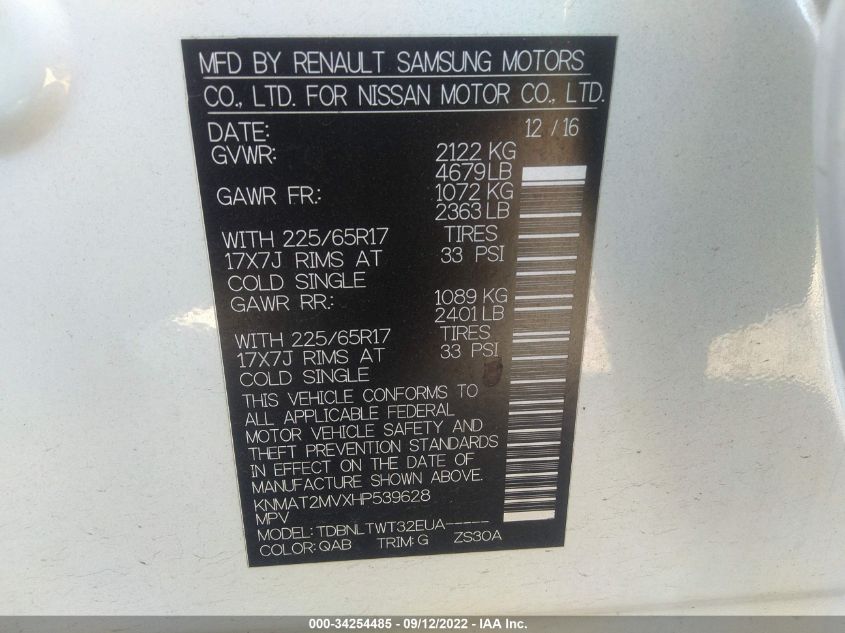 MFD BY RENAULT SAMSUNG MOTORS
CO., LTD. FOR NISSAN MOTOR CO., LTD.
DATE: 12 / 16
GVWR: 2122 KG
4679 LB
GAWR FR.: 1072 KG
2363 LB
WITH 225/65R17 TIRES
17X7J RIMS AT 33 PSI
COLD SINGLE
GAWR RR.: 1089 KG
2401 LB
WITH 225/65R17 TIRES
17X7J RIMS AT 33 PSI
COLD SINGLE
THIS VEHICLE CONFORMS TO
ALL APPLICABLE FEDERAL
MOTOR VEHICLE SAFETY AND
THEFT PREVENTION STANDARDS
IN EFFECT ON THE DATE OF
MANUFACTURE SHOWN ABOVE.
KNMAT2MVXHP539628
MPV
MODEL: TDBNLTWT32EUA-----
COLOR: QAB TRIM: G ZS30A
000-34254485 - 09/12/2022 - IAA Inc.